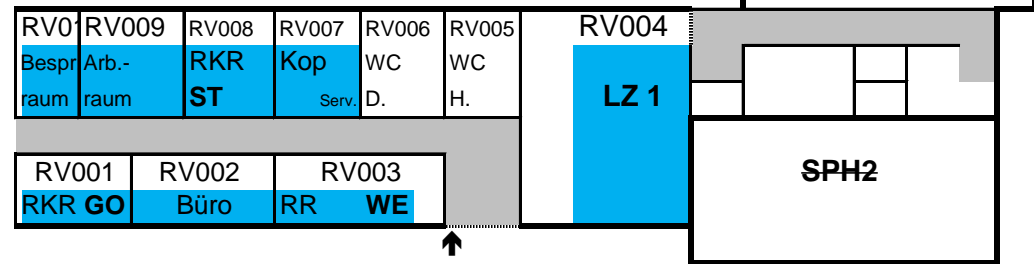 RV01 RV009 RV008 RV007 RV006 RV005 RV004
Bespr Arb.- RKR Kop WC WC
raum raum ST Serv. D. H. LZ 1
RV001 RV002 RV003 SPH2
RKR GO Büro RR WE